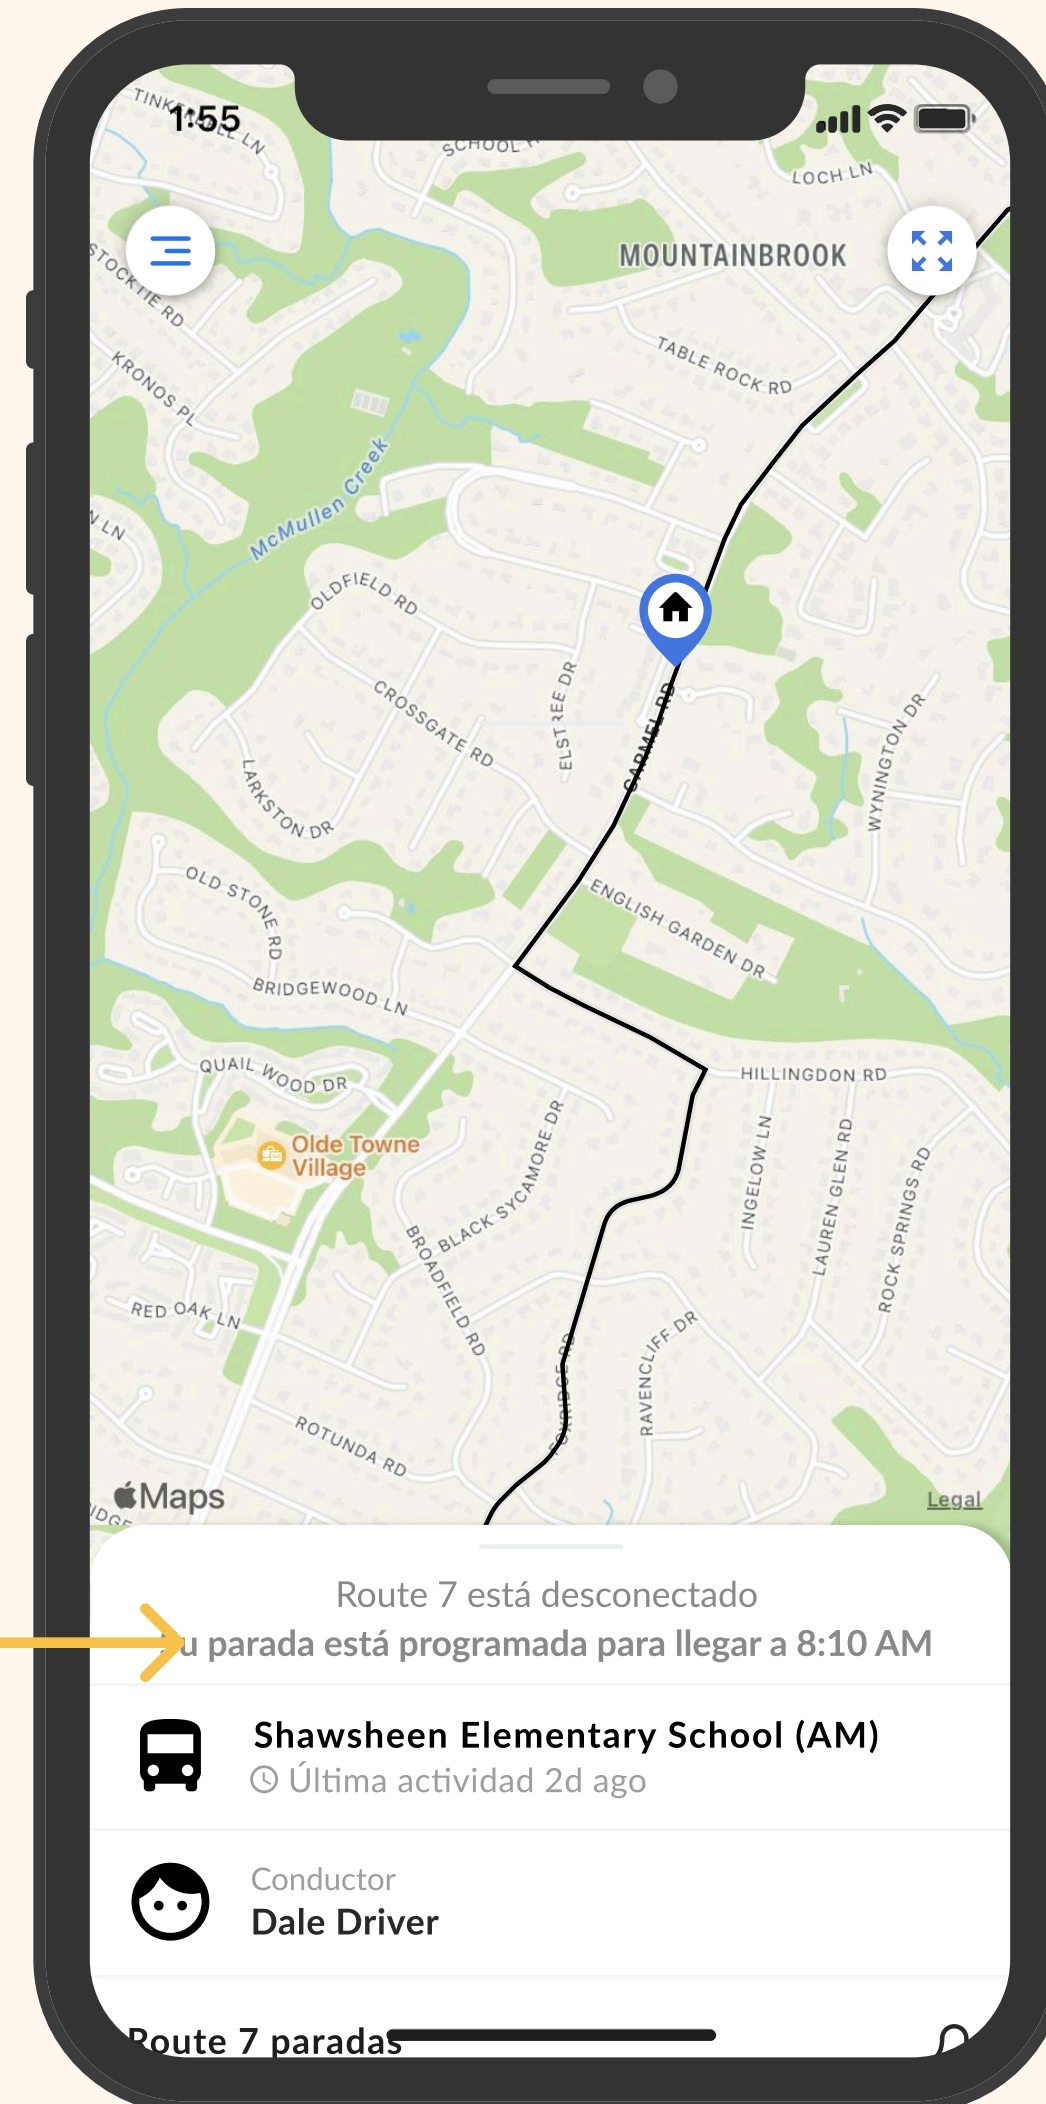 1:55
SCHOOL
LOCH LN
MOUNTAINBROOK
STOCKTIE RD
TABLE ROCK RD
KRONOS PL
McMullen Creek
LN
OLDFIELD RD
CROSSGATE RD
ELSTREE DR
CARMEL RD
WYNINGTON DR
LARKSTON DR
OLD STONE RD
ENGLISH GARDEN DR
BRIDGEWOOD LN
QUAIL WOOD DR
HILLINGDON RD
Olde Towne
Village
BLACK SYCAMORE DR
INGELOW LN
LAUREN GLEN RD
ROCK SPRINGS RD
BROADFIELD RD
RED OAK LN
RAVENCLIFF DR
FOXRIDGE RD
ROTUNDA RD
Maps
Legal
Route 7 está desconectado
parada está programada para llegar a 8:10 AM
Shawsheen Elementary School (AM)
Última actividad 2d ago
Conductor
Dale Driver
Route 7 paradas